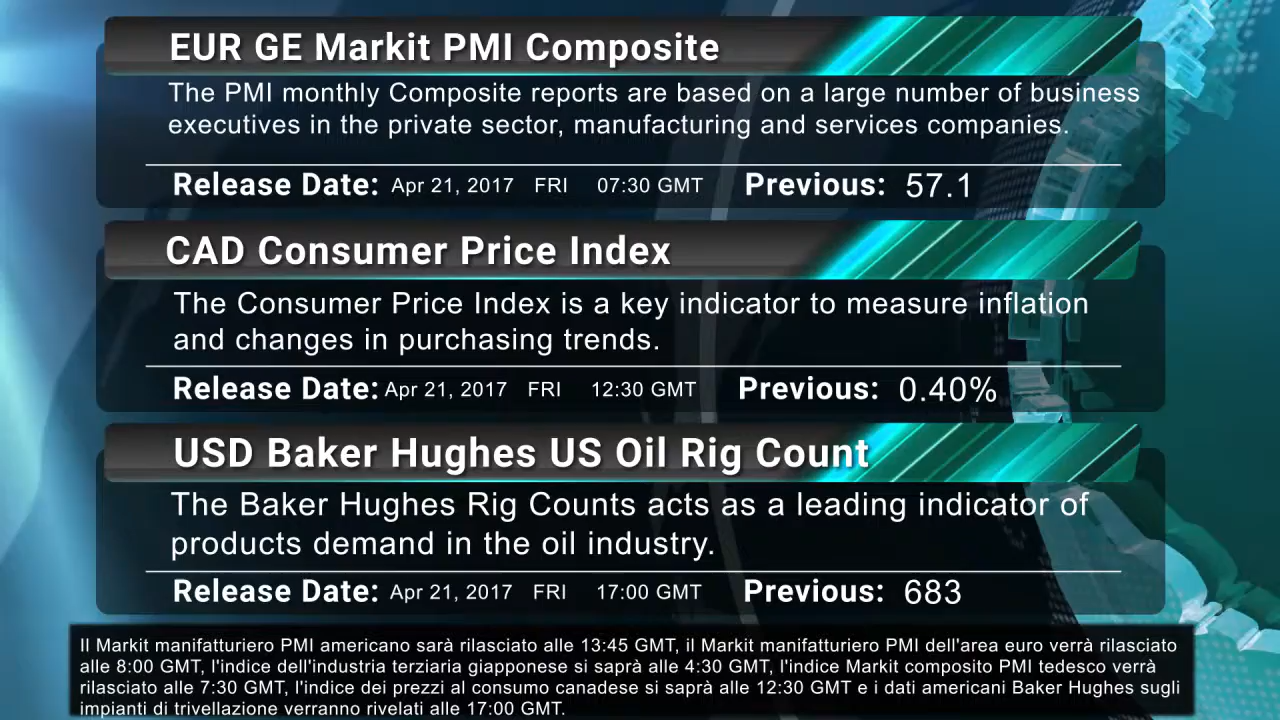 EUR GE Markit PMI Composite
The PMI monthly Composite reports are based on a large number of business
executives in the private sector, manufacturing and services companies.
Release Date: Apr 21, 2017 FRI 07:30 GMT Previous: 57.1
CAD Consumer Price Index
The Consumer Price Index is a key indicator to measure inflation
and changes in purchasing trends.
Release Date: Apr 21, 2017 FRI 12:30 GMT Previous: 0.40%
USD Baker Hughes US Oil Rig Count
The Baker Hughes Rig Counts acts as a leading indicator of
products demand in the oil industry.
Release Date: Apr 21, 2017 FRI 17:00 GMT Previous: 683
Il Markit manifatturiero PMI americano sarà rilasciato alle 13:45 GMT, il Markit manifatturiero PMI dell'area euro verrà rilasciato
alle 8:00 GMT, l'indice dell'industria terziaria giapponese si saprà alle 4:30 GMT, l'indice Markit composito PMI tedesco verrà
rilasciato alle 7:30 GMT, l'indice dei prezzi al consumo canadese si saprà alle 12:30 GMT e i dati americani Baker Hughes sugli
impianti di trivellazione verranno rivelati alle 17:00 GMT.